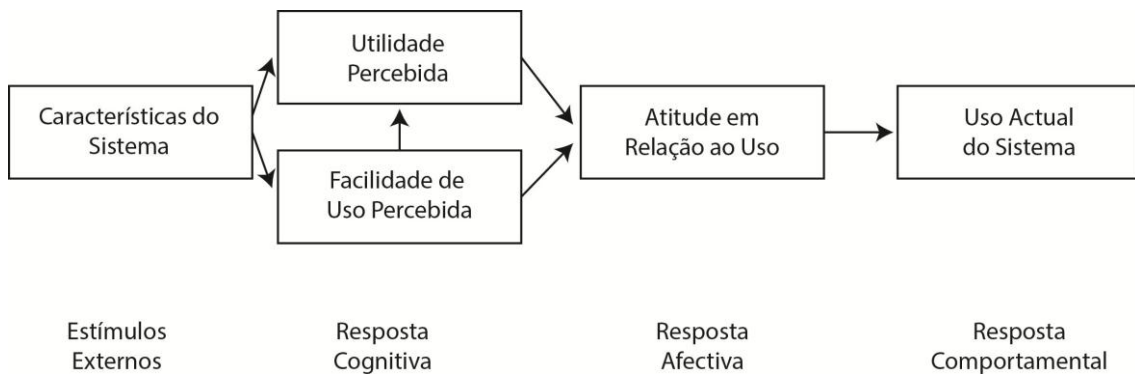 Utilidade
Percebida
Características do
Sistema
Facilidade de
Uso Percebida
Atitude em
Relação ao Uso
Uso Actual
do Sistema
Estímulos
Externos
Resposta
Cognitiva
Resposta
Afectiva
Resposta
Comportamental